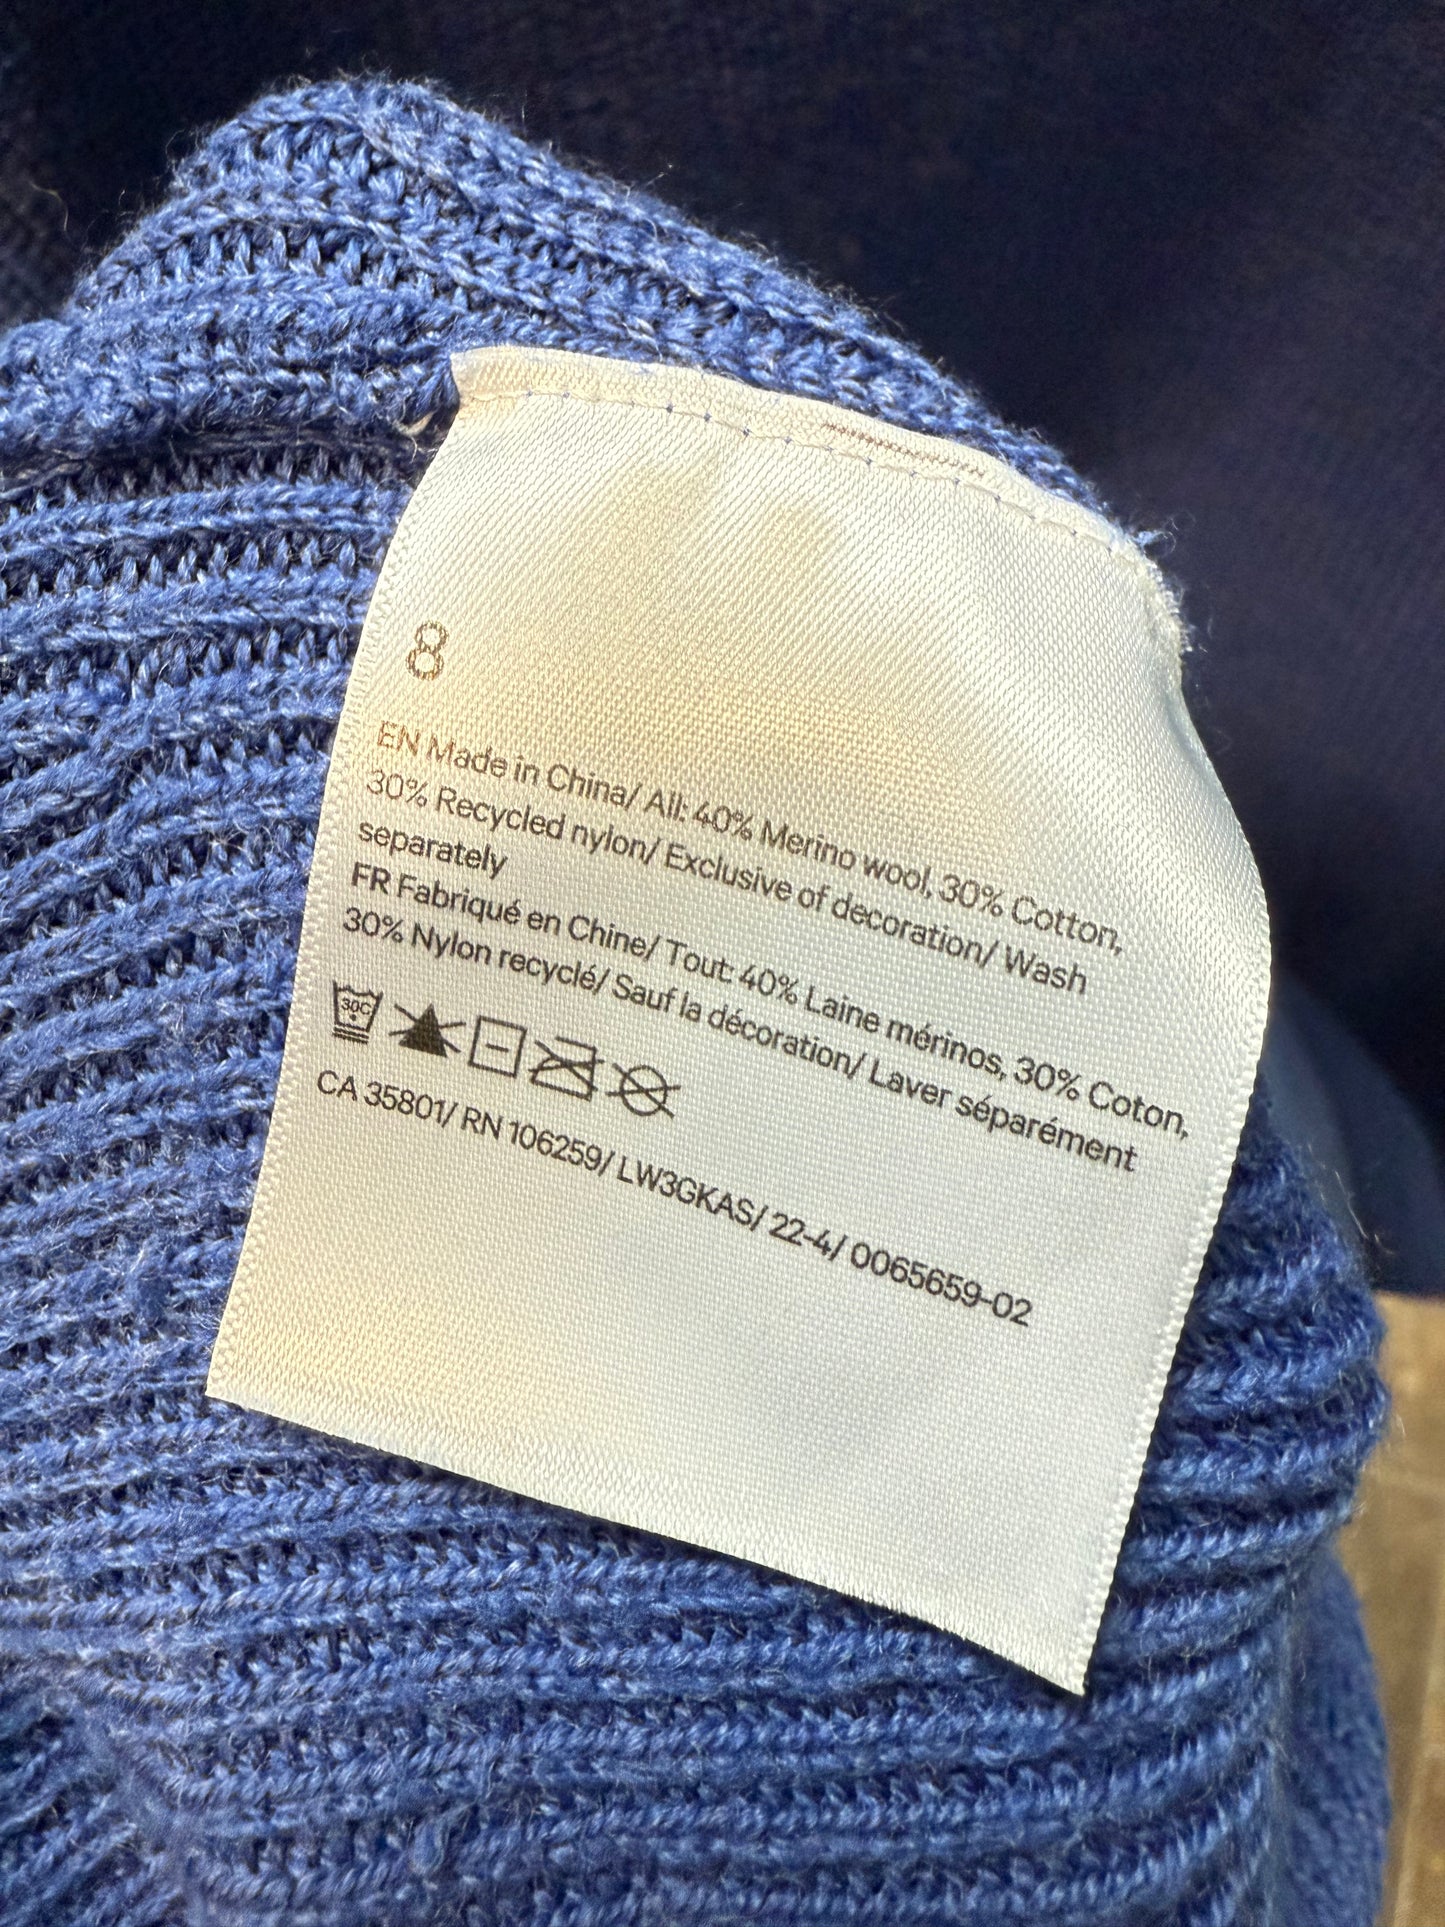 8
EN Made in China/ All: 40% Merino wool, 30% Cotton,
30% Recycled nylon/ Exclusive of decoration/ Wash
separately
FR Fabriqué en Chine/ Tout: 40% Laine mérinos, 30% Coton,
30% Nylon recyclé/ Sauf la décoration/ Laver séparément
30C
CA 35801/ RN 106259/ LW3GKAS/ 22-4/ 0065659-02